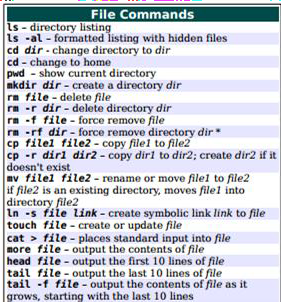 File Commands
ls – directory listing
ls -al – formatted listing with hidden files
cd dir - change directory to dir
cd – change to home
pwd – show current directory
mkdir dir – create a directory dir
rm file – delete file
rm -r dir – delete directory dir
rm -f file – force remove file
rm -rf dir – force remove directory dir *
cp file1 file2 – copy file1 to file2
cp -r dir1 dir2 – copy dir1 to dir2; create dir2 if it
doesn't exist
mv file1 file2 – rename or move file1 to file2
if file2 is an existing directory, moves file1 into
directory file2
ln -s file link – create symbolic link link to file
touch file – create or update file
cat > file – places standard input into file
more file – output the contents of file
head file – output the first 10 lines of file
tail file – output the last 10 lines of file
tail -f file – output the contents of file as it
grows, starting with the last 10 lines